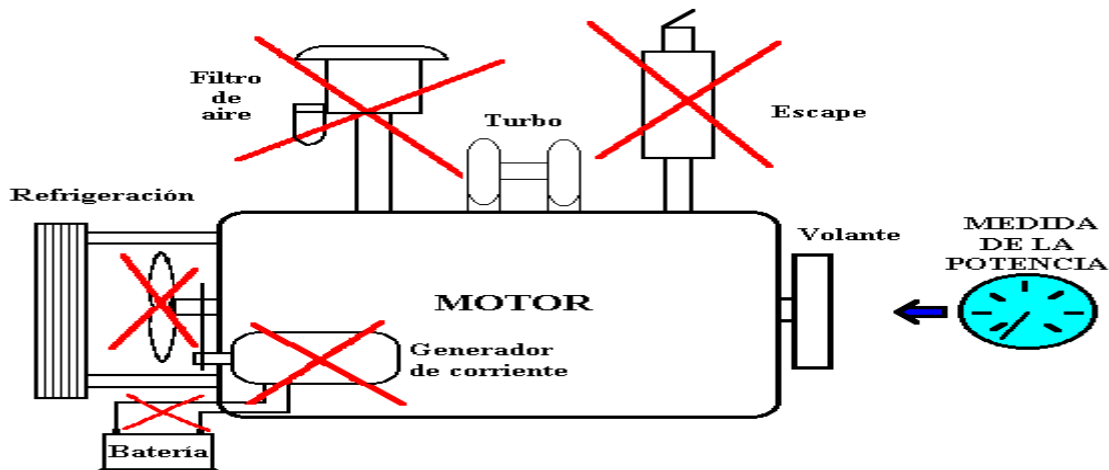 Filtro
de
aire
Turbo
Escape
Refrigeración
Volante
MEDIDA
DE LA
POTENCIA
MOTOR
Generador
de corriente
Batería